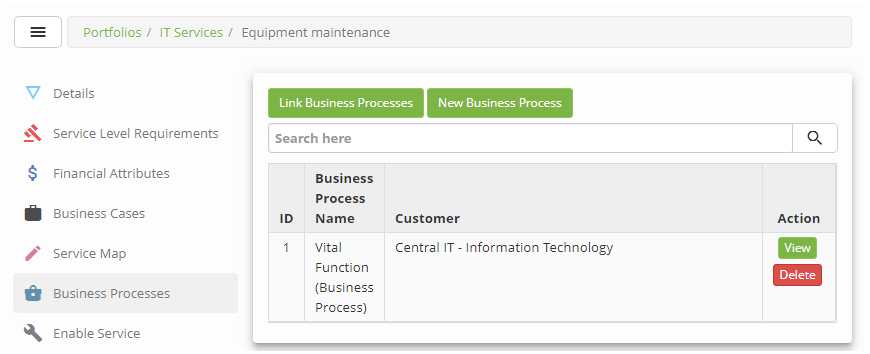 Portfolios / IT Services / Equipment maintenance
Details
Service Level Requirements
Financial Attributes
Business Cases
Service Map
Business Processes
Enable Service
Link Business Processes New Business Process
Search here
ID Business Process Name Customer Action
1 Vital Function (Business Process) Central IT - Information Technology View Delete